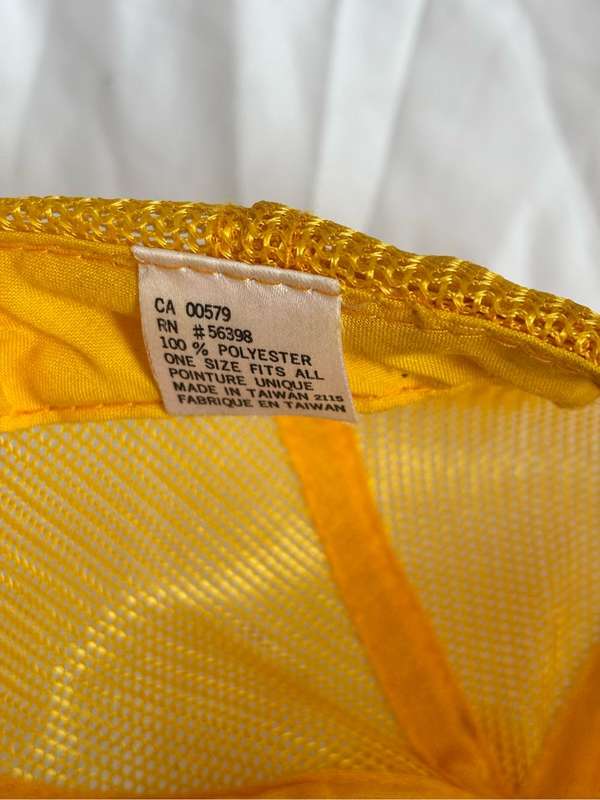 CA 00579
RN #56398
100 % POLYESTER
ONE SIZE FITS ALL
POINTURE UNIQUE
MADE IN TAIWAN 2115
FABRIQUE EN TAIWAN